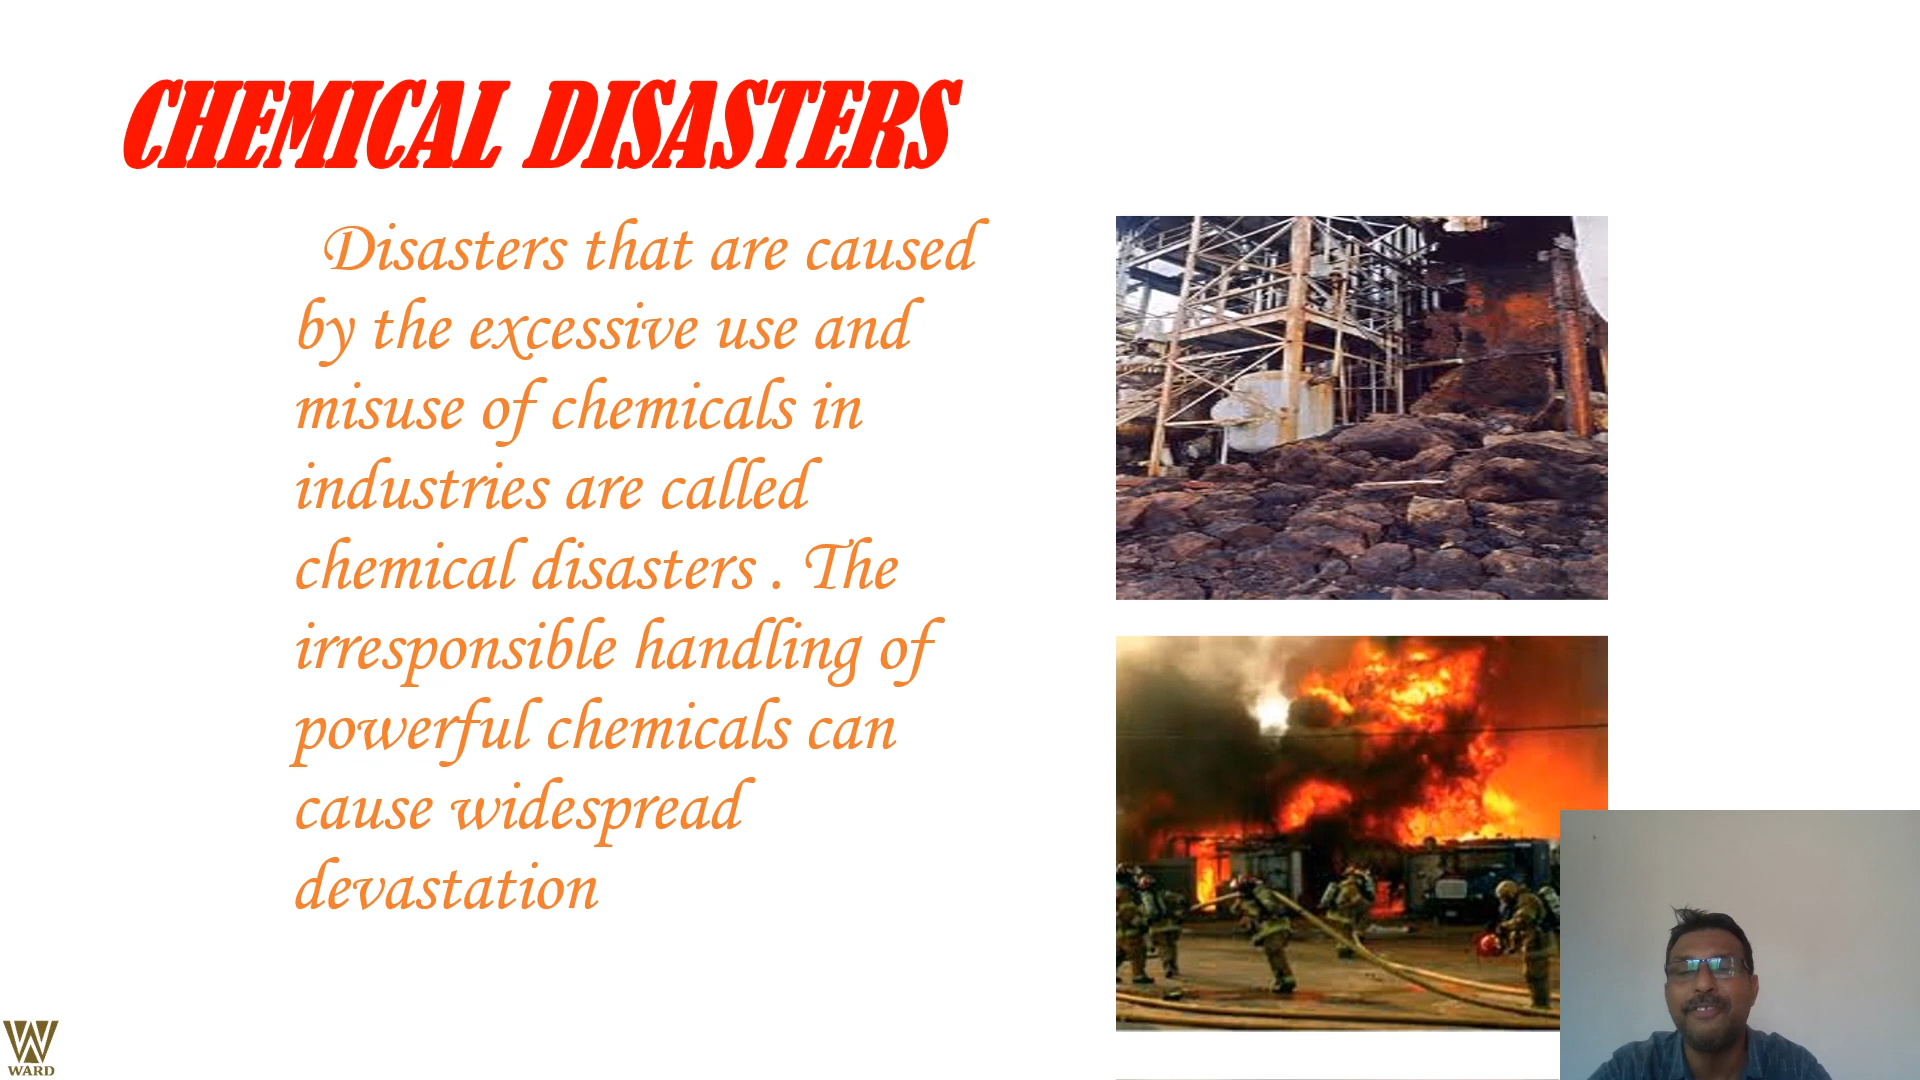 CHEMICAL DISASTERS
Disasters that are caused
by the excessive use and
misuse of chemicals in
industries are called
chemical disasters . The
irresponsible handling of
powerful chemicals can
cause widespread
devastation
WARD